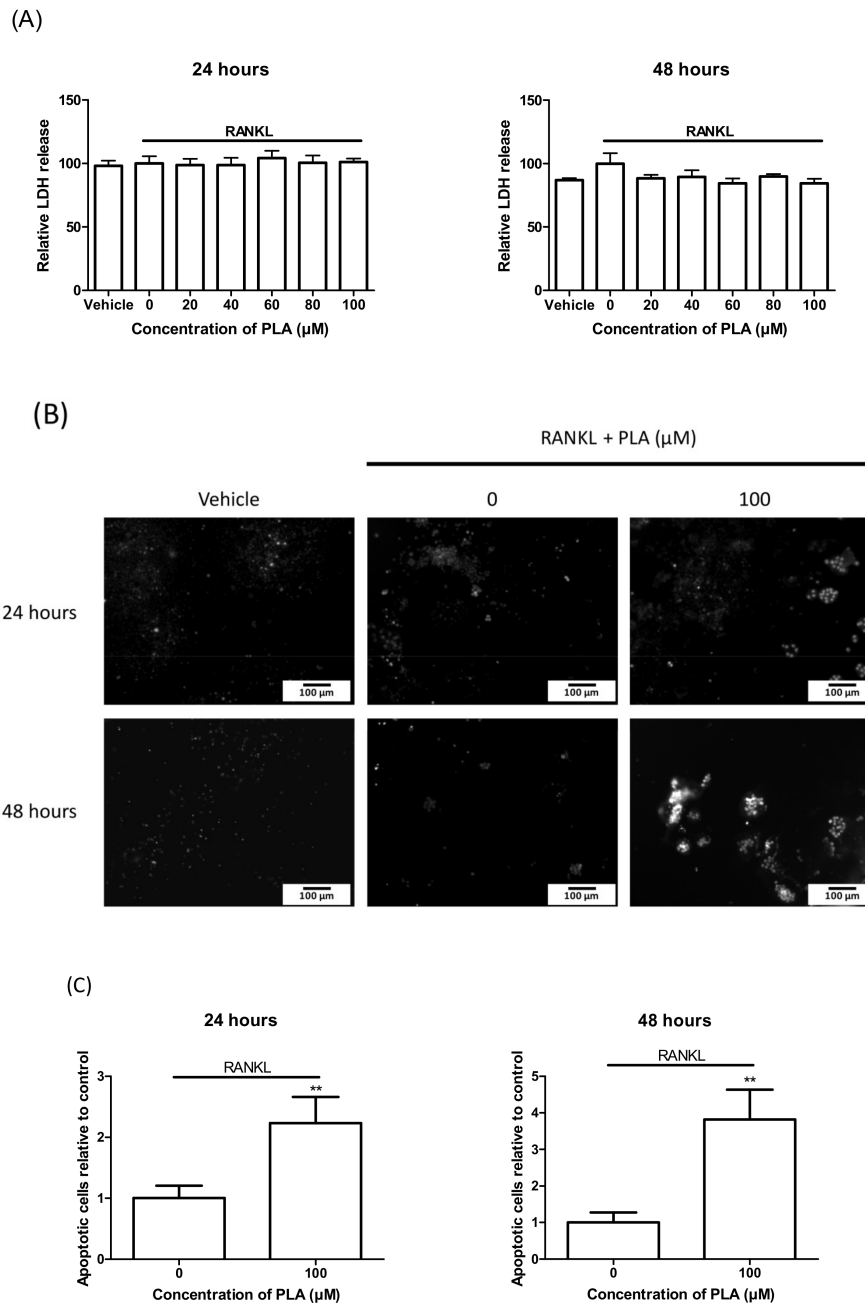 (A)
24 hours
48 hours
150
100
50
0
Relative LDH release
RANKL
Vehicle 0 20 40 60 80 100
Concentration of PLA (µM)
150
100
50
0
Relative LDH release
RANKL
Vehicle 0 20 40 60 80 100
Concentration of PLA (µM)
(B)
RANKL + PLA (µM)
Vehicle 0 100
24 hours
100 µm
100 µm
100 µm
48 hours
100 µm
100 µm
100 µm
(C)
24 hours
48 hours
Apoptotic cells relative to control
3
2
1
0
RANKL
**
0 100
Concentration of PLA (µM)
Apoptotic cells relative to control
5
4
3
2
1
0
RANKL
**
0 100
Concentration of PLA (µM)